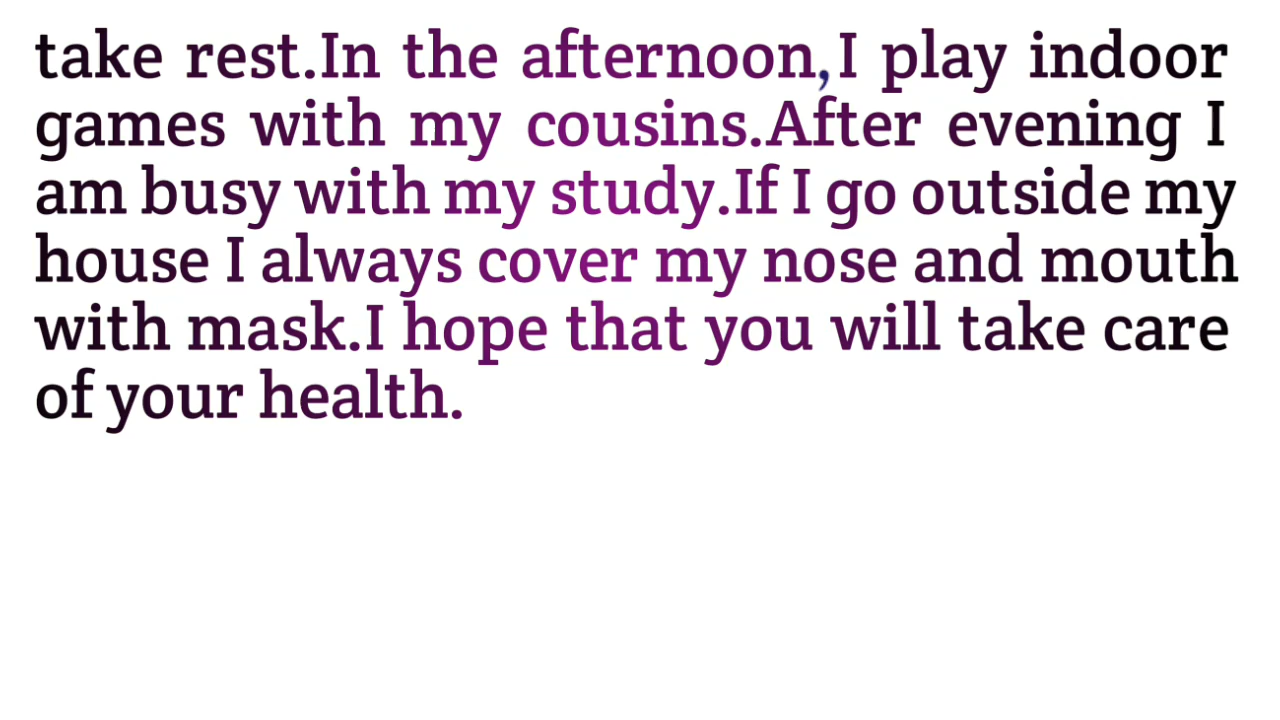 take rest.In the afternoon,I play indoor
games with my cousins.After evening I
am busy with my study.If I go outside my
house I always cover my nose and mouth
with mask.I hope that you will take care
of your health.